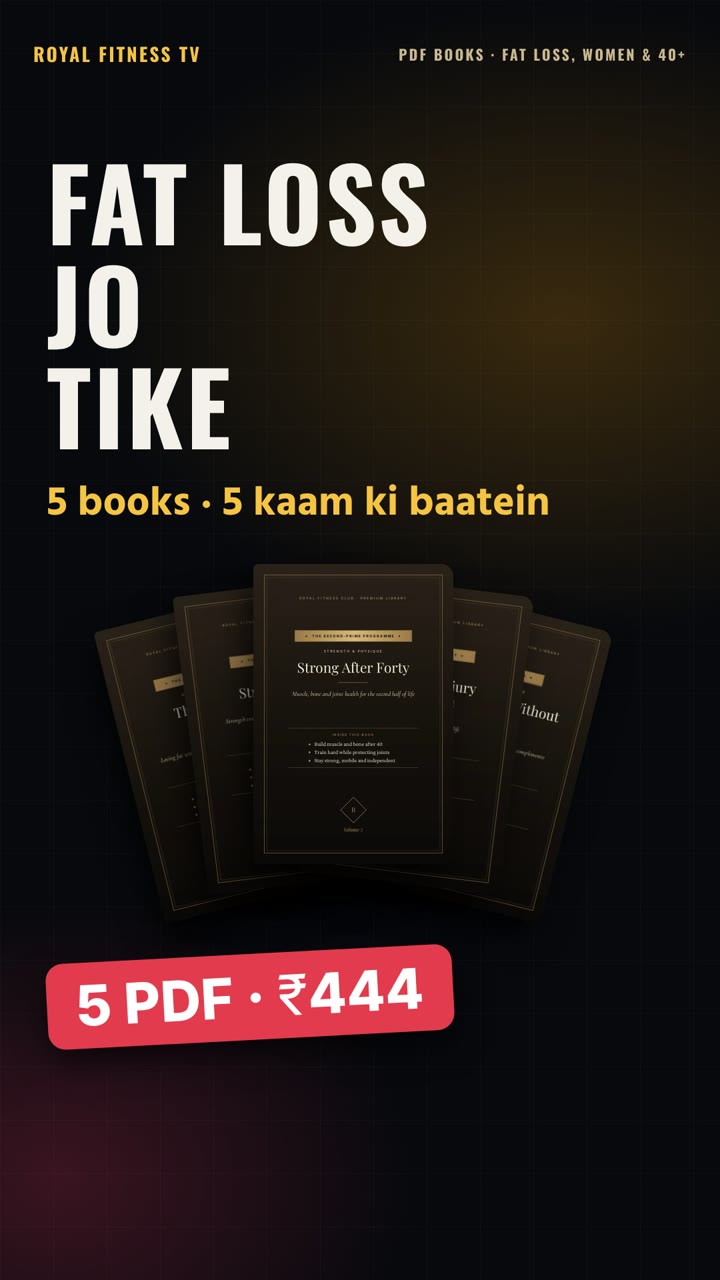 ROYAL FITNESS TV
PDF BOOKS · FAT LOSS, WOMEN & 40+
FAT LOSS
JO
TIKE
5 books · 5 kaam ki baatein
ROYAL FITNESS CLUB · PREMIUM LIBRARY
• THE SECOND-PRIME PROGRAMME •
STRENGTH & PHYSIQUE
Strong After Forty
Muscle, bone and joint health for the second half of life
INSIDE THIS BOOK
• Build muscle and bone after 40
• Train hard while protecting joints
• Stay strong, mobile and independent
R
5 PDF · ₹444